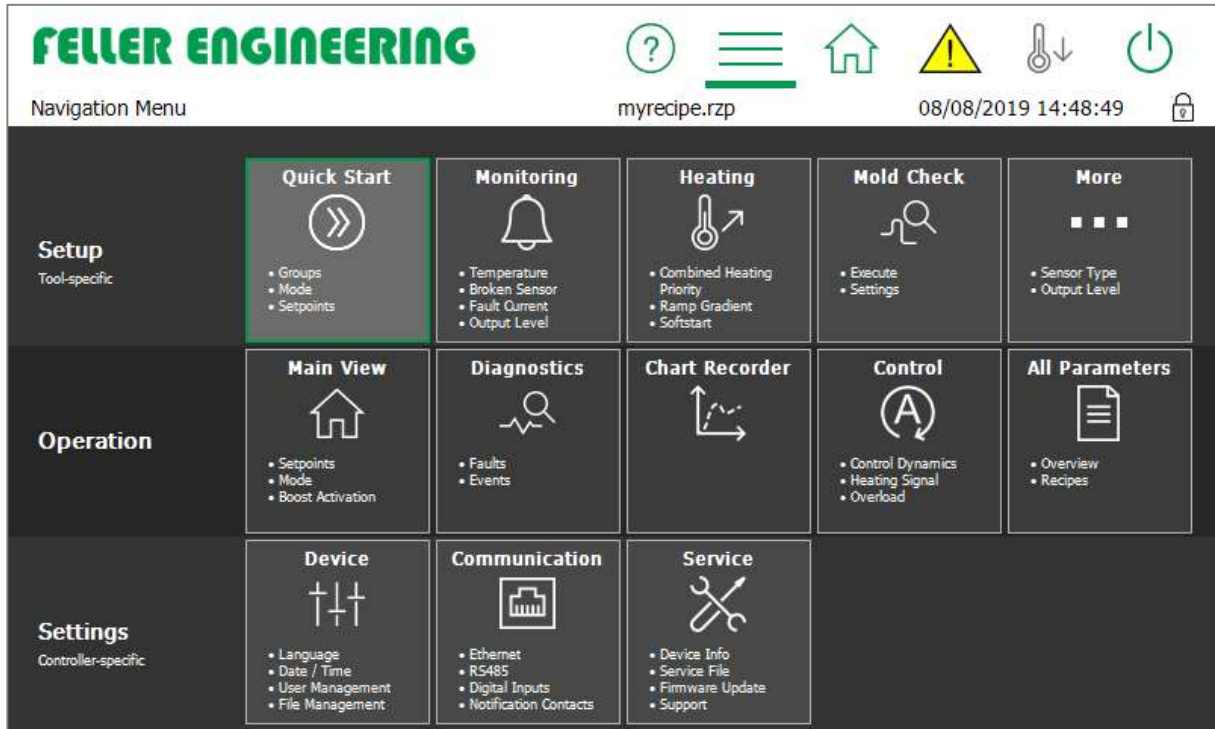 FELLER ENGINEERING
?
Navigation Menu
myrecipe.rzp
08/08/2019 14:48:49
Setup
Tool-specific
Quick Start
• Groups
• Mode
• Setpoints
Monitoring
• Temperature
• Broken Sensor
• Fault Current
• Output Level
Heating
• Combined Heating
Priority
• Ramp Gradient
• Softstart
Mold Check
• Execute
• Settings
More
• Sensor Type
• Output Level
Operation
Main View
• Setpoints
• Mode
• Boost Activation
Diagnostics
• Faults
• Events
Chart Recorder
Control
A
• Control Dynamics
• Heating Signal
• Overload
All Parameters
• Overview
• Recipes
Settings
Controller-specific
Device
• Language
• Date / Time
• User Management
• File Management
Communication
• Ethernet
• RS485
• Digital Inputs
• Notification Contacts
Service
• Device Info
• Service File
• Firmware Update
• Support